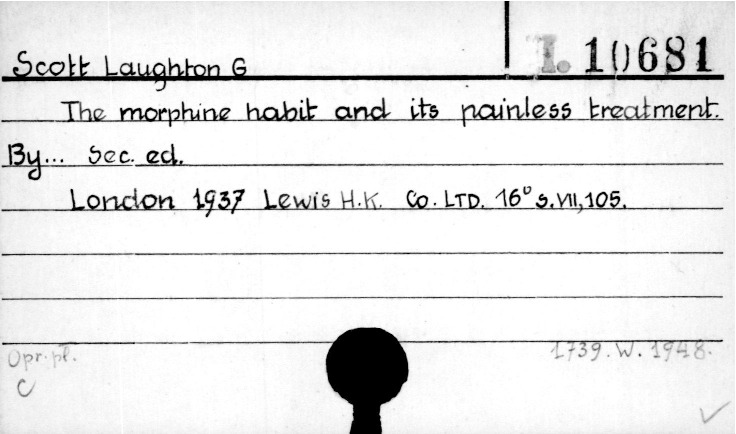 I. 10681
Scott Laughton G
The morphine habit and its painless treatment.
By... Sec. ed.
London 1937 Lewis H.K. Co. LTD. 16° s. VII, 105.
Opr. pł.
1739. W. 1948.
C